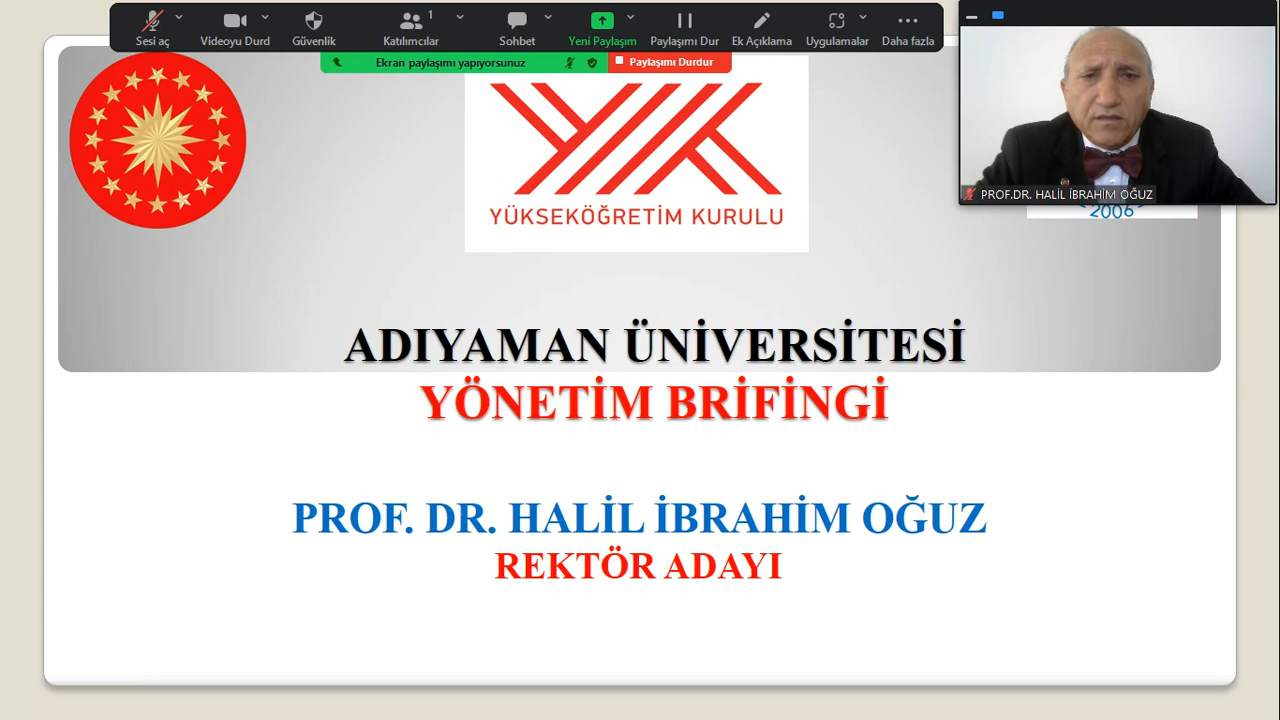 Sesi aç
Videoyu Durd
Güvenlik
1
Katılımcılar
Sohbet
Yeni Paylaşım
Paylaşımı Dur
Ek Açıklama
Uygulamalar
Daha fazla
Ekran paylaşımı yapıyorsunuz
Paylaşımı Durdur
PROF.DR. HALİL İBRAHİM OĞUZ
2006
YÜKSEKÖĞRETİM KURULU
ADIYAMAN ÜNİVERSİTESİ
YÖNETİM BRİFİNGİ
PROF. DR. HALİL İBRAHİM OĞUZ
REKTÖR ADAYI